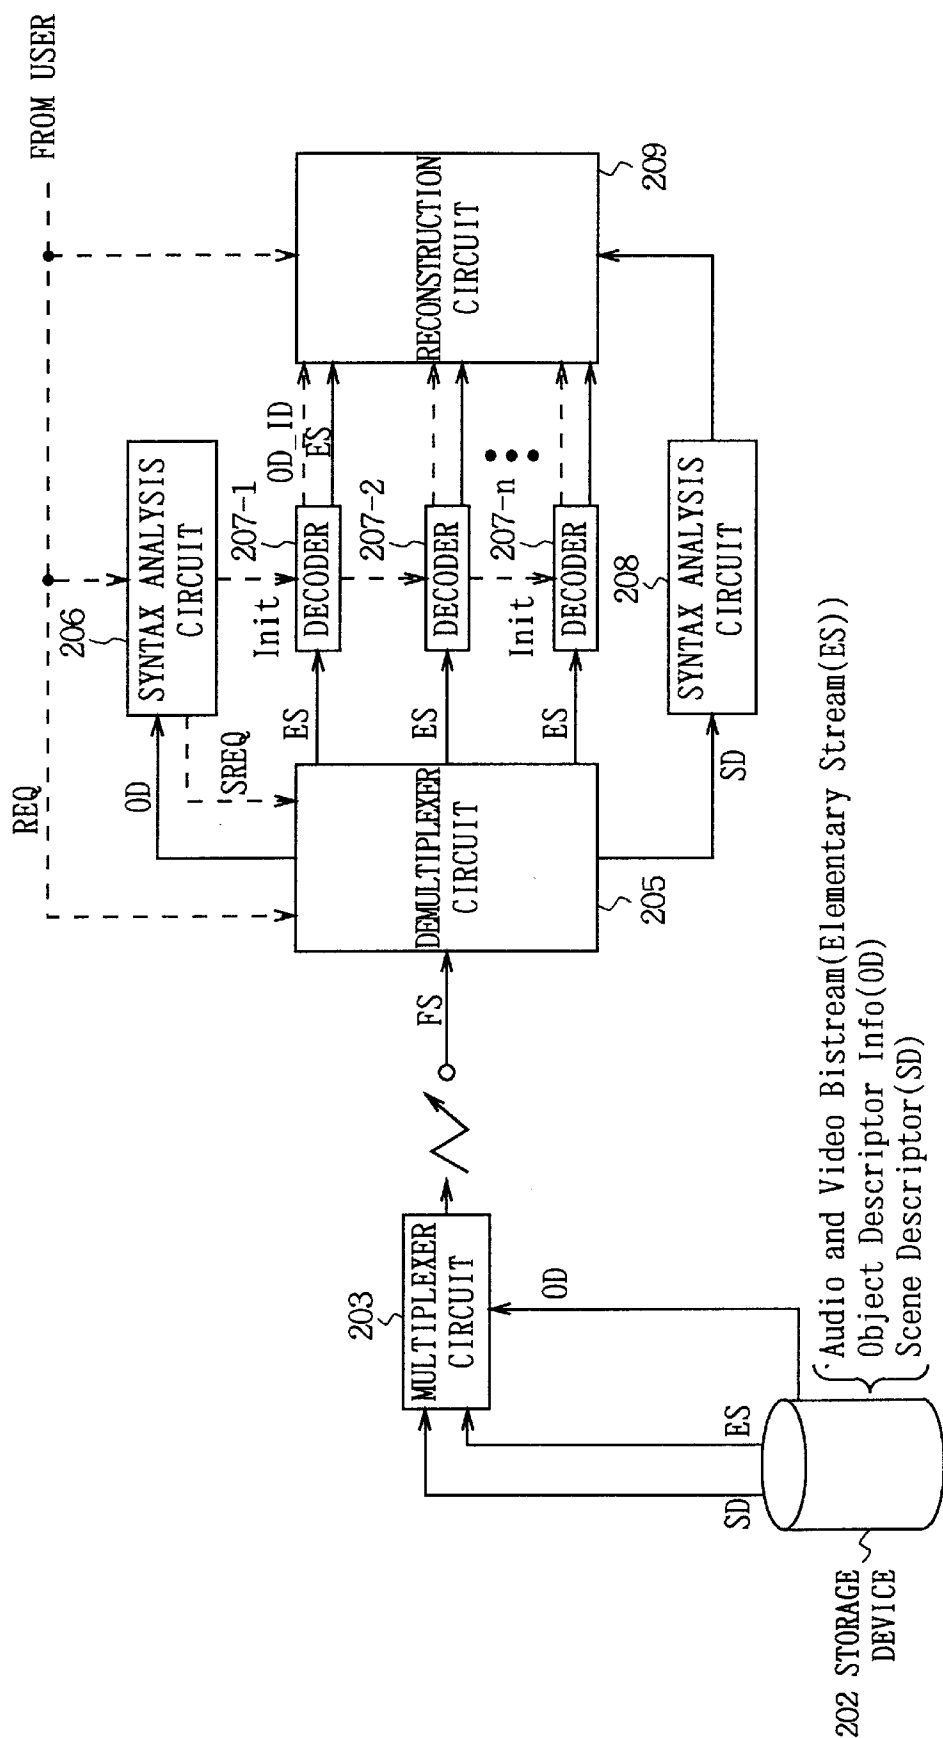 FROM USER
REQ
206
SYNTAX ANALYSIS
CIRCUIT
OD
SREQ
Init
207-1
DECODER
OD_ID
ES
ES
207-2
DECODER
ES
Init
207-n
DECODER
ES
RECONSTRUCTION
CIRCUIT
209
DEMULTIPLEXER
CIRCUIT
205
FS
SD
208
SYNTAX ANALYSIS
CIRCUIT
203
MULTIPLEXER
CIRCUIT
OD
SD
ES
202 STORAGE
DEVICE
Audio and Video Bistream(Elementary Stream(ES))
Object Descriptor Info(OD)
Scene Descriptor(SD)